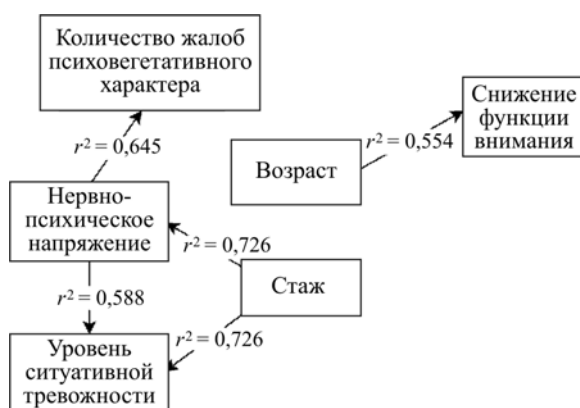 Количество жалоб
психовегетативного
характера
Снижение
функции
внимания
r² = 0,645
r² = 0,554
Возраст
Нервно-
психическое
напряжение
r² = 0,726
Стаж
r² = 0,588
r² = 0,726
Уровень
ситуативной
тревожности